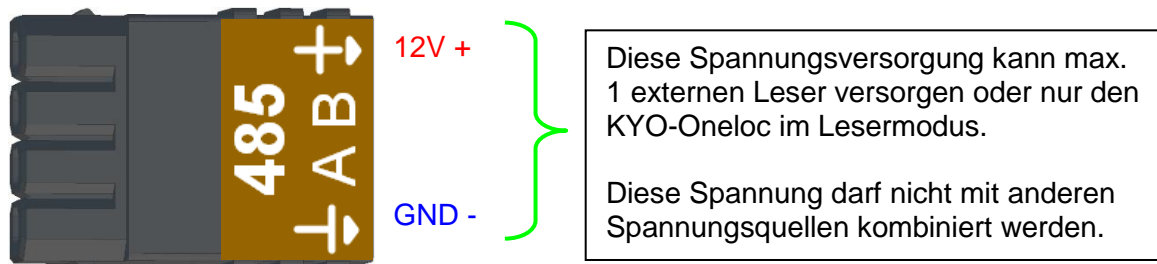 485
A B +
12V +
GND -
Diese Spannungsversorgung kann max.
1 externen Leser versorgen oder nur den
KYO-Oneloc im Lesermodus.
Diese Spannung darf nicht mit anderen
Spannungsquellen kombiniert werden.